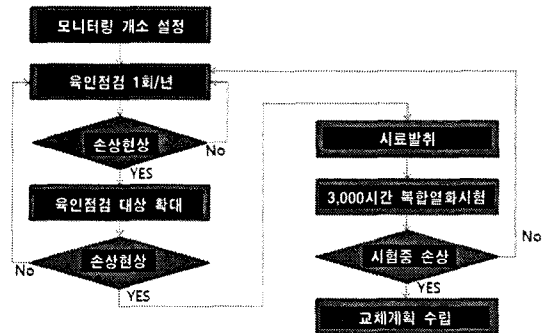 모니터링 개소 설정
육인점검 1회/년
손상현상
No
YES
육인점검 대상 확대
손상현상
No
YES
시료발취
3,000시간 복합열화시험
시험중 손상
No
YES
교체계획 수립